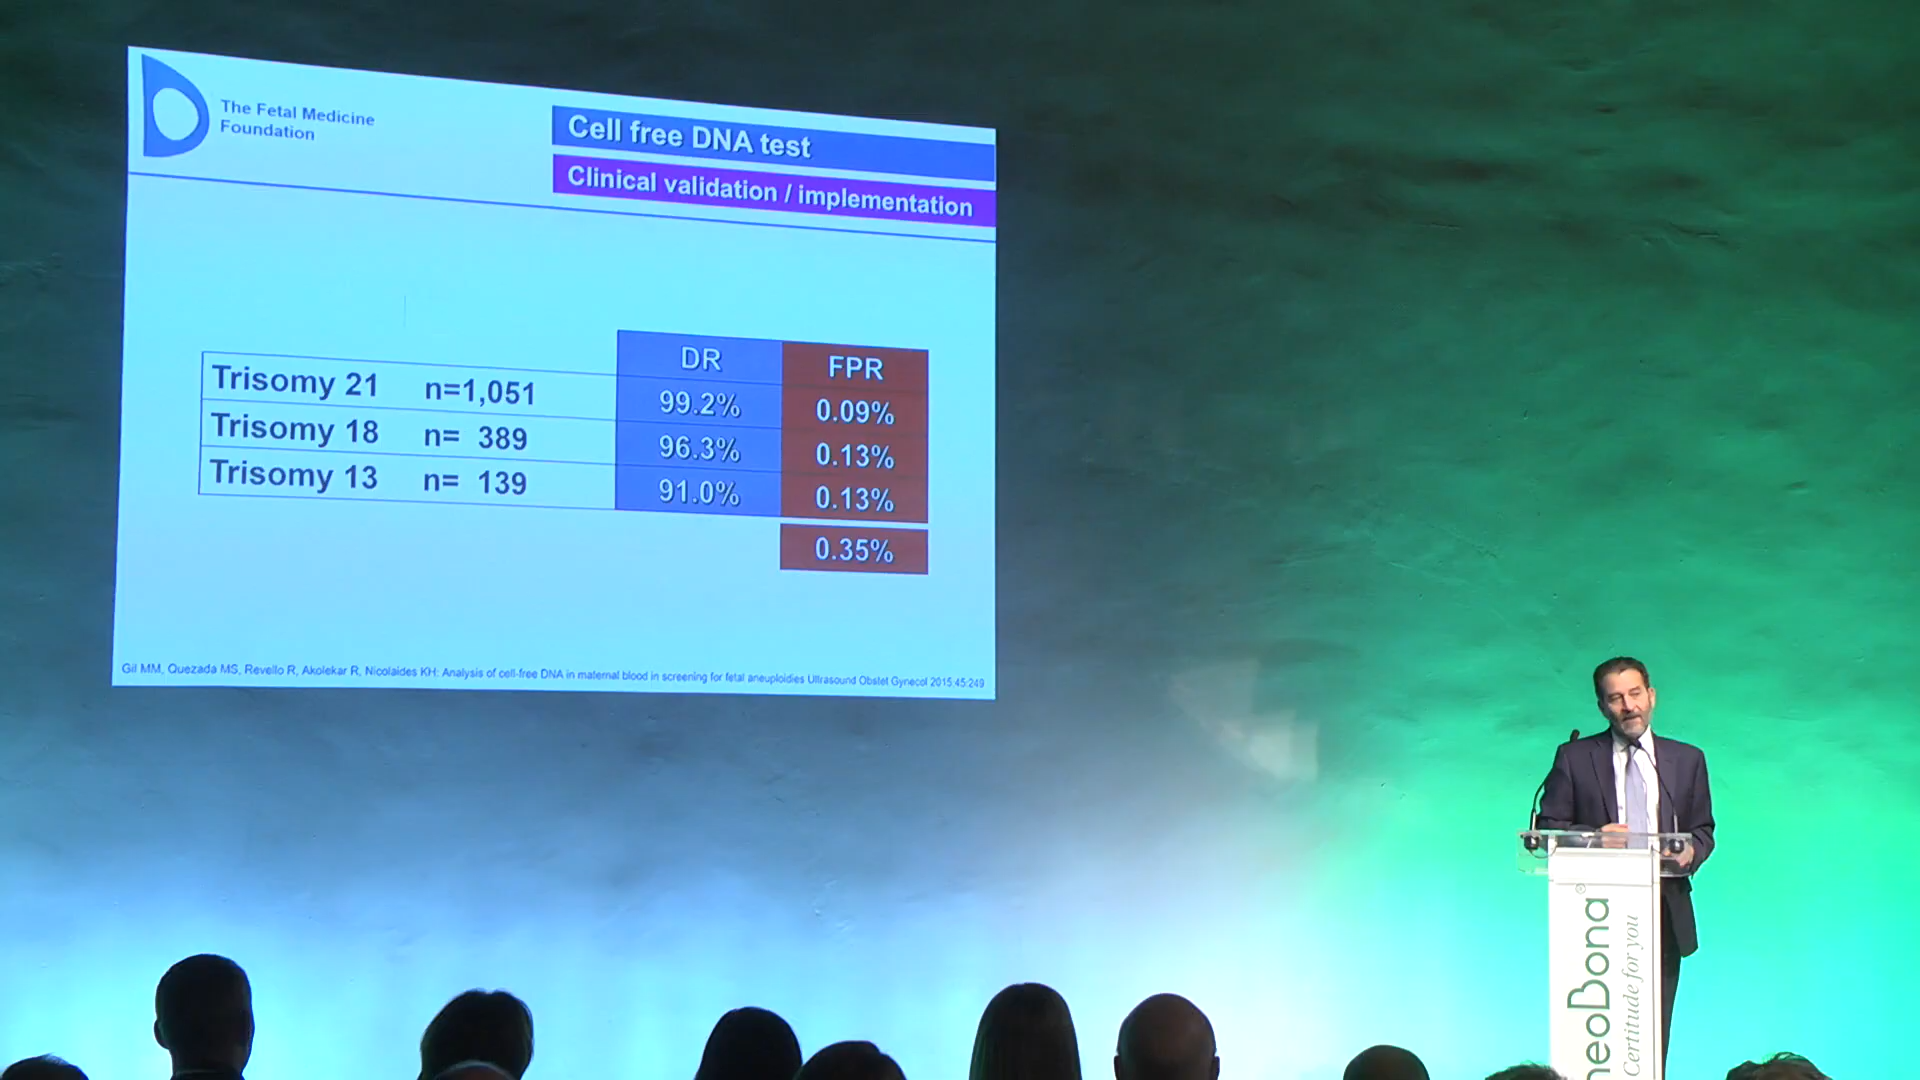 The Fetal Medicine
Foundation
Cell free DNA test
Clinical validation / implementation
DR FPR
Trisomy 21 n=1,051 99.2% 0.09%
Trisomy 18 n= 389 96.3% 0.13%
Trisomy 13 n= 139 91.0% 0.13%
0.35%
Gil MM, Quezada MS, Revello R, Akolekar R, Nicolaides KH: Analysis of cell-free DNA in maternal blood in screening for fetal aneuploidies Ultrasound Obstet Gynecol 2015;45:249
neoBona®
Certitude for you